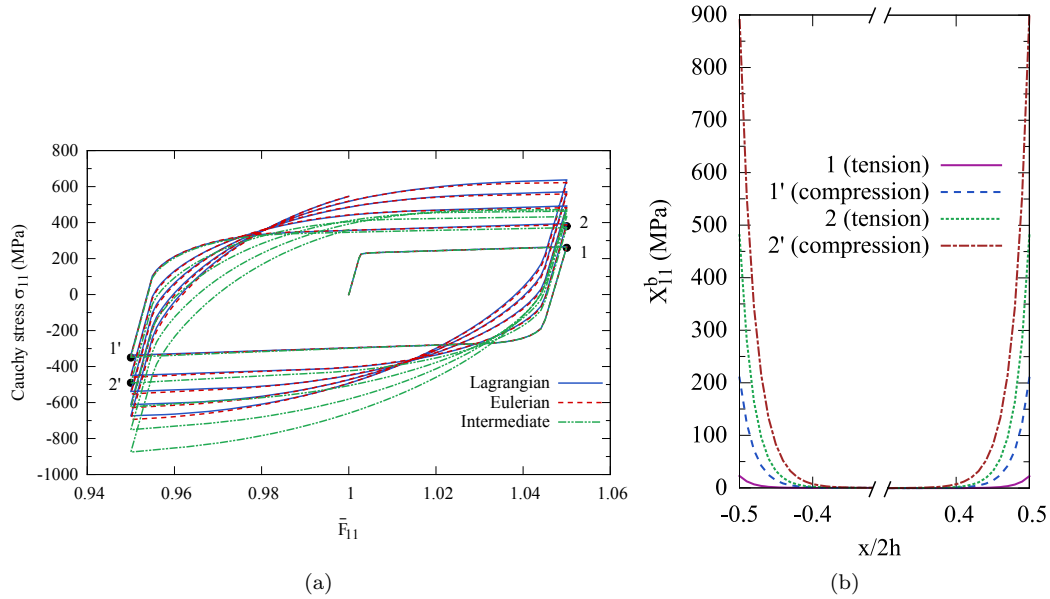 800
600
400
200
0
-200
-400
-600
-800
-1000
Cauchy stress σ11 (MPa)
2
1
1'
2'
Lagrangian
Eulerian
Intermediate
0.94 0.96 0.98 1 1.02 1.04 1.06
F̄11
(a)
900
800
700
600
500
400
300
200
100
0
X^b_11 (MPa)
1 (tension)
1' (compression)
2 (tension)
2' (compression)
-0.5 -0.4 0.4 0.5
x/2h
(b)